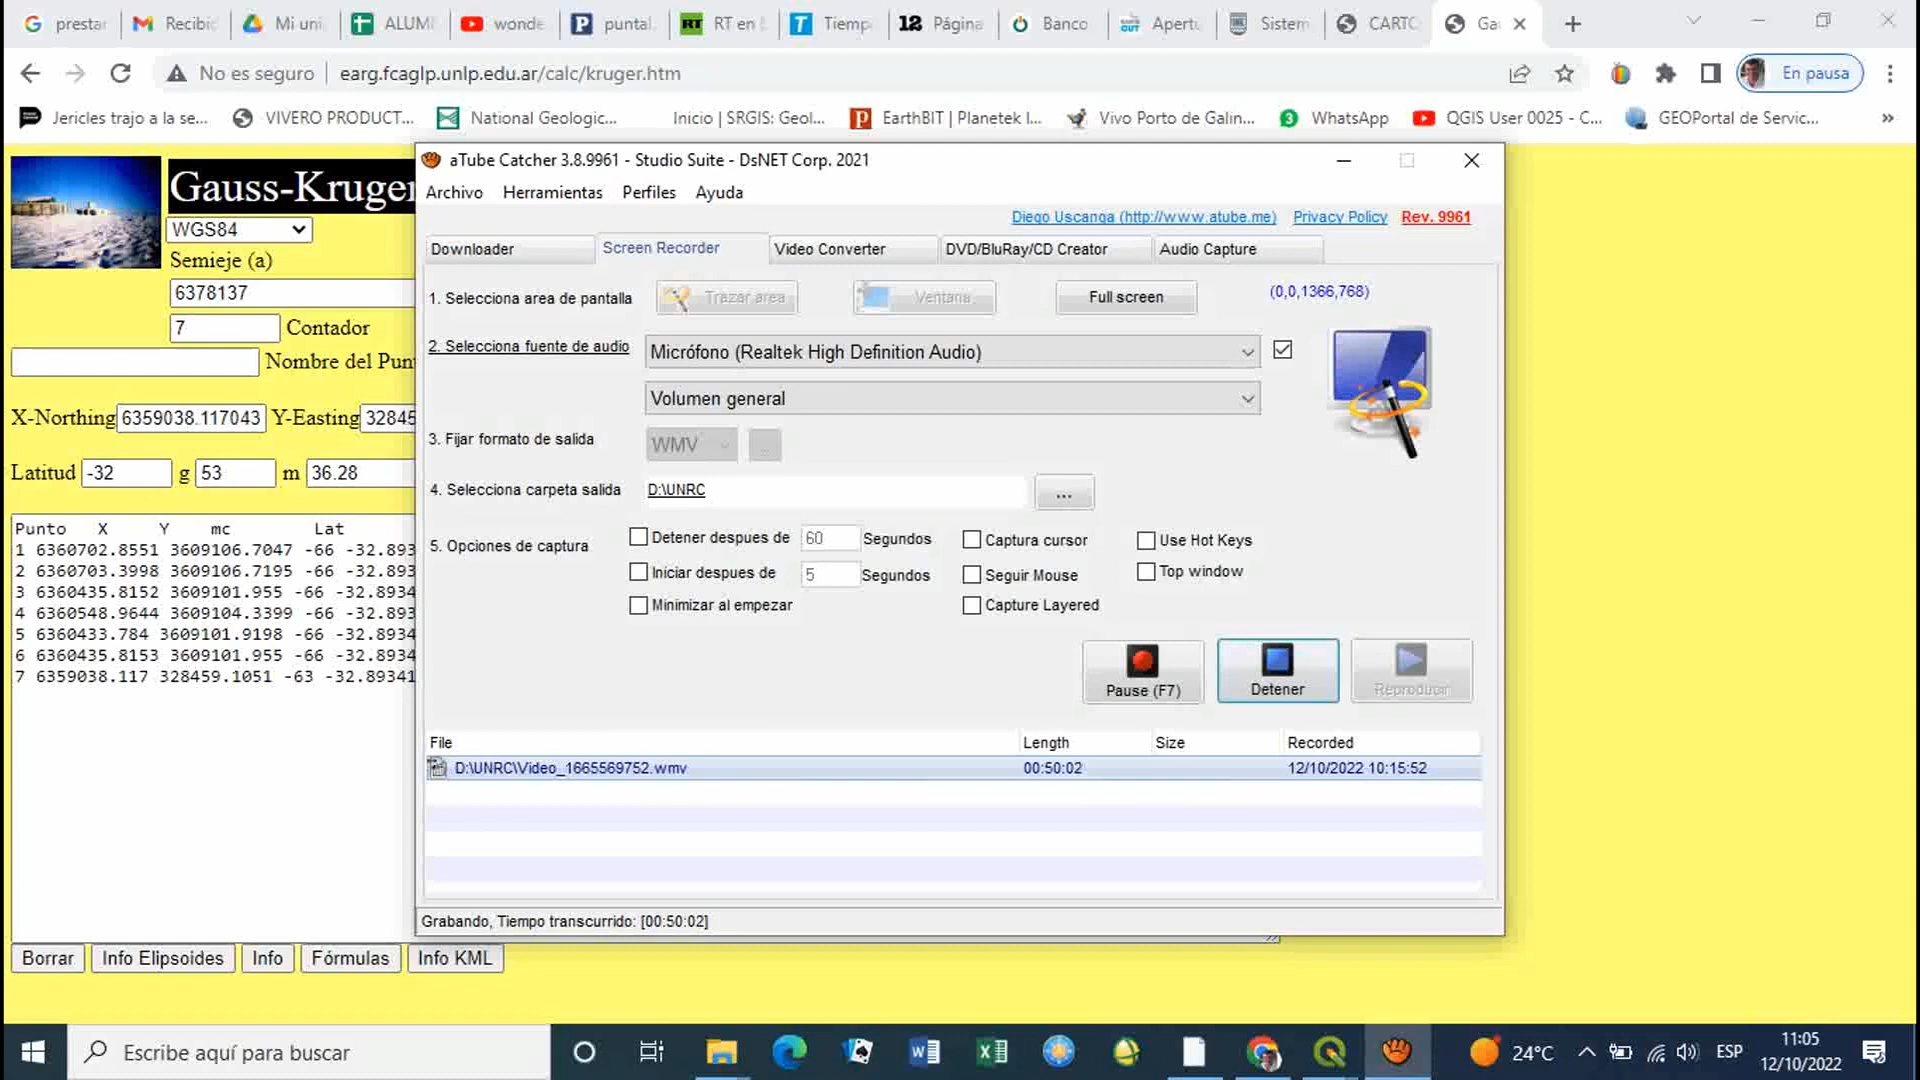 prestar Recibi Mi uni ALUM wonde puntal RT en Tiemp Página Banco Apertu Sistem CARTO Ga
No es seguro earg.fcaglp.unlp.edu.ar/calc/kruger.htm En pausa
Jericles trajo a la se... VIVERO PRODUCT... National Geologic... Inicio | SRGIS: Geol... EarthBIT | Planetek I... Vivo Porto de Galin... WhatsApp QGIS User 0025 - C... GEOPortal de Servic... »
Gauss-Kruger
WGS84
Semieje (a)
6378137
7 Contador
Nombre del Pun
X-Northing 6359038.117043 Y-Easting 32845
Latitud -32 g 53 m 36.28
Punto X Y mc Lat
1 6360702.8551 3609106.7047 -66 -32.893
2 6360703.3998 3609106.7195 -66 -32.893
3 6360435.8152 3609101.955 -66 -32.8934
4 6360548.9644 3609104.3399 -66 -32.893
5 6360433.784 3609101.9198 -66 -32.8934
6 6360435.8153 3609101.955 -66 -32.8934
7 6359038.117 328459.1051 -63 -32.89341
Borrar Info Elipsoides Info Fórmulas Info KML
aTube Catcher 3.8.9961 - Studio Suite - DsNET Corp. 2021
Archivo Herramientas Perfiles Ayuda
Diego Uscanga (http://www.atube.me) Privacy Policy Rev. 9961
Downloader Screen Recorder Video Converter DVD/BluRay/CD Creator Audio Capture
1. Selecciona area de pantalla Trazar area Ventana Full screen (0,0,1366,768)
2. Selecciona fuente de audio Micrófono (Realtek High Definition Audio)
Volumen general
3. Fijar formato de salida WMV ...
4. Selecciona carpeta salida D:\UNRC ...
5. Opciones de captura
Detener despues de 60 Segundos Captura cursor Use Hot Keys
Iniciar despues de 5 Segundos Seguir Mouse Top window
Minimizar al empezar Capture Layered
Pause (F7) Detener Reproducir
File Length Size Recorded
D:\UNRC\Video_1665569752.wmv 00:50:02 12/10/2022 10:15:52
Grabando, Tiempo transcurrido: [00:50:02]
Escribe aquí para buscar 24°C ESP 11:05
12/10/2022